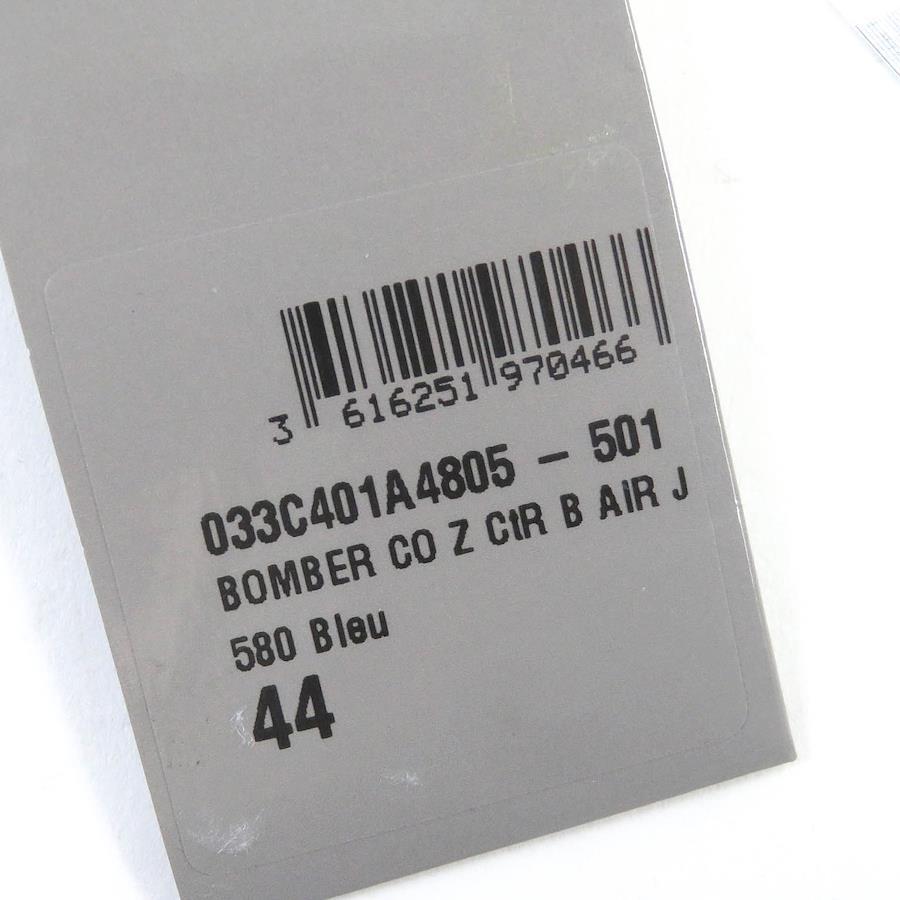 3 616251 970466
033C401A4805 - 501
BOMBER CO Z CtR B AIR J
580 Bleu
44